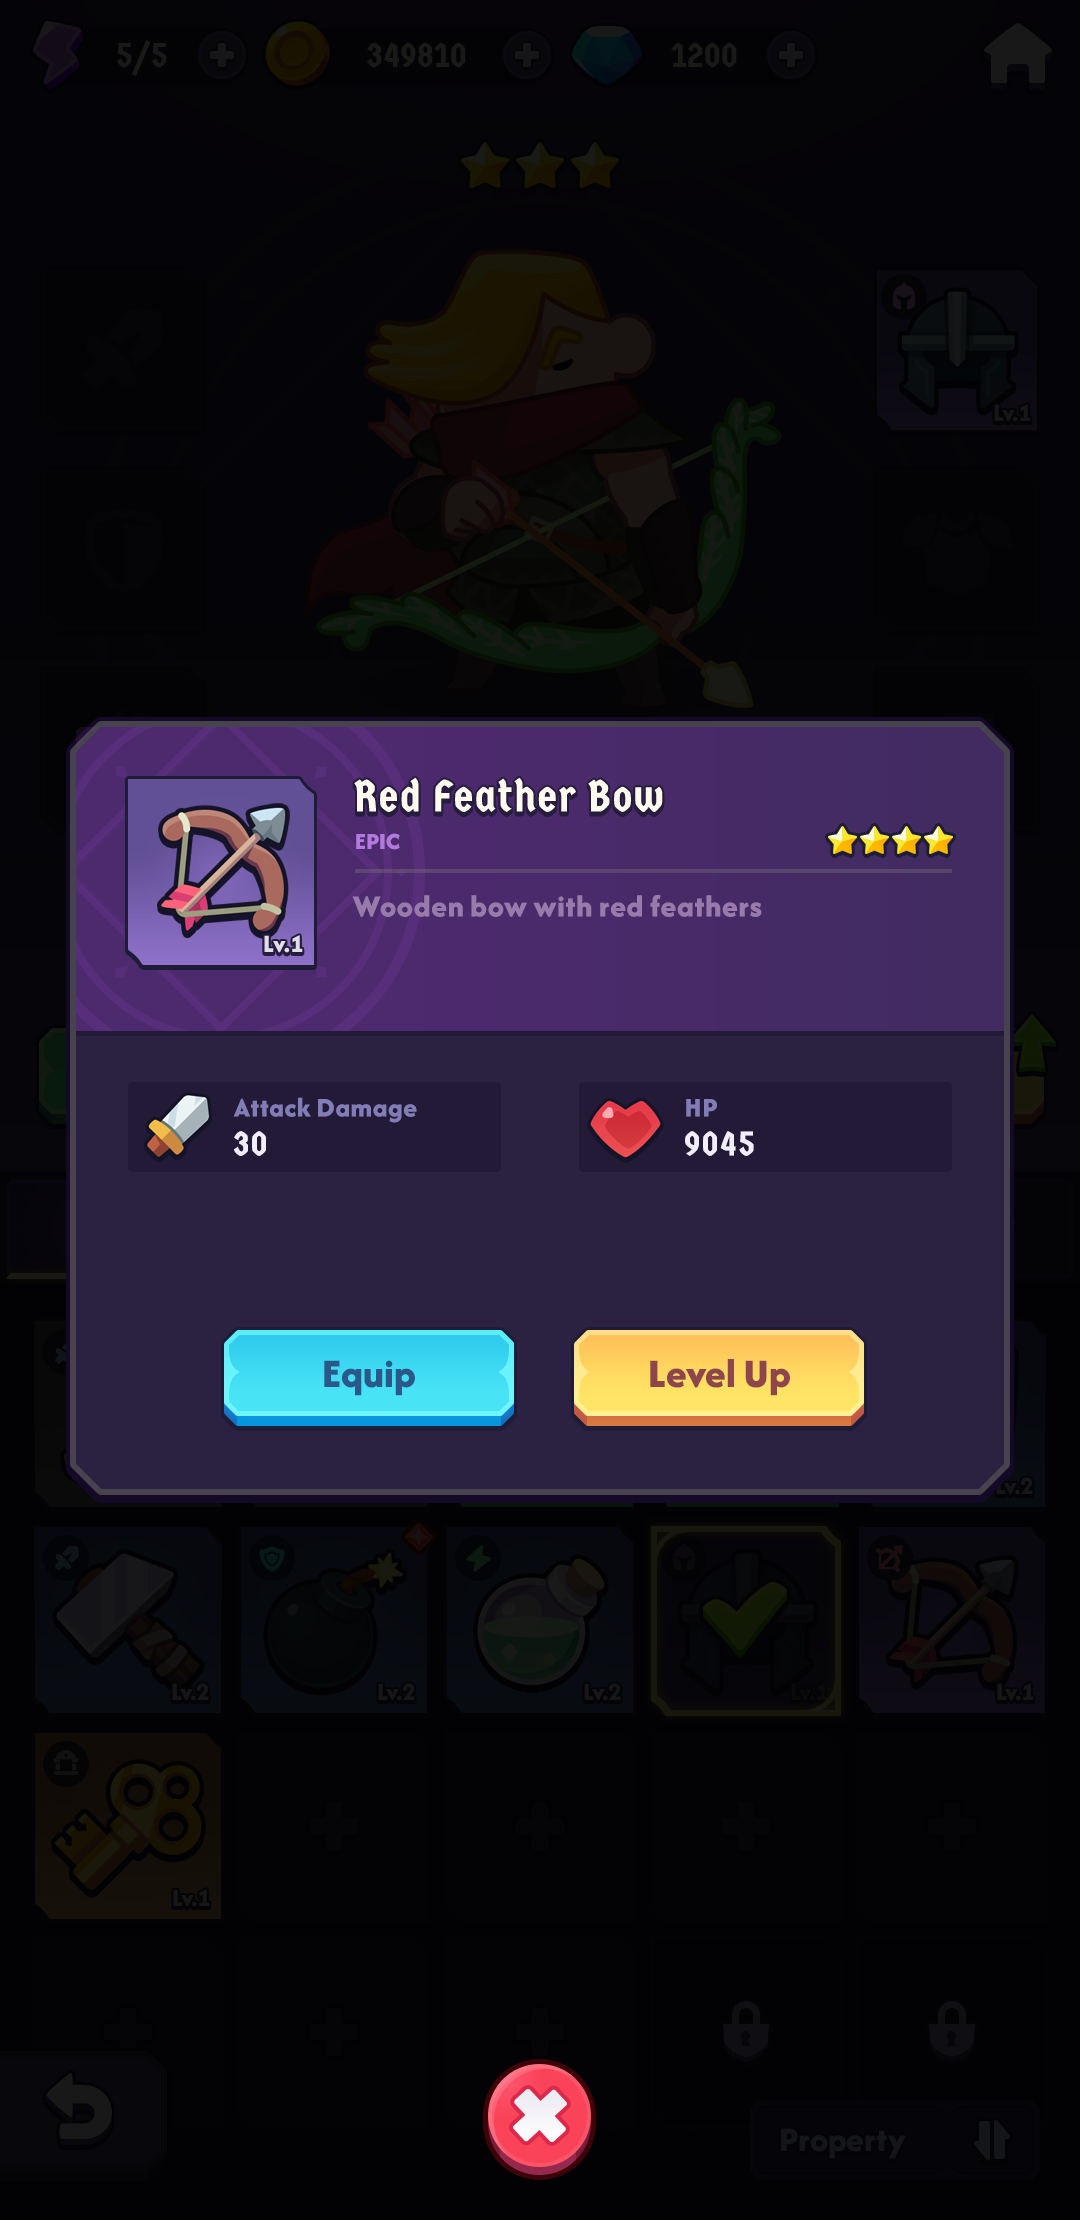 5/5
349810
1200
Lv.1
Red Feather Bow
EPIC
Wooden bow with red feathers
Lv.1
Attack Damage
30
HP
9045
Equip
Level Up
Lv.2
Lv.2
Lv.2
Lv.2
Lv.1
Lv.1
Lv.1
Property